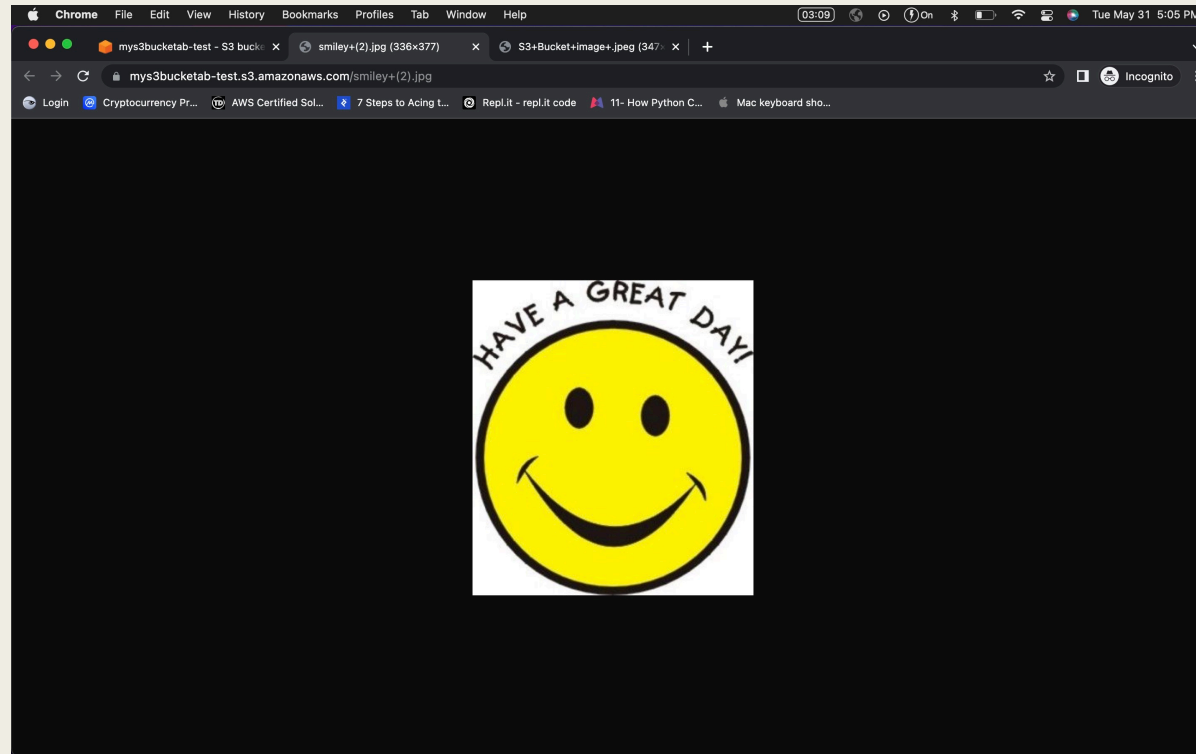 Chrome File Edit View History Bookmarks Profiles Tab Window Help 03:09 On Tue May 31 5:05 PM
mys3bucketab-test - S3 bucke smiley+(2).jpg (336×377) S3+Bucket+image+.jpeg (347×
mys3bucketab-test.s3.amazonaws.com/smiley+(2).jpg Incognito
Login Cryptocurrency Pr... AWS Certified Sol... 7 Steps to Acing t... Repl.it - repl.it code 11- How Python C... Mac keyboard sho...
HAVE A GREAT DAY!